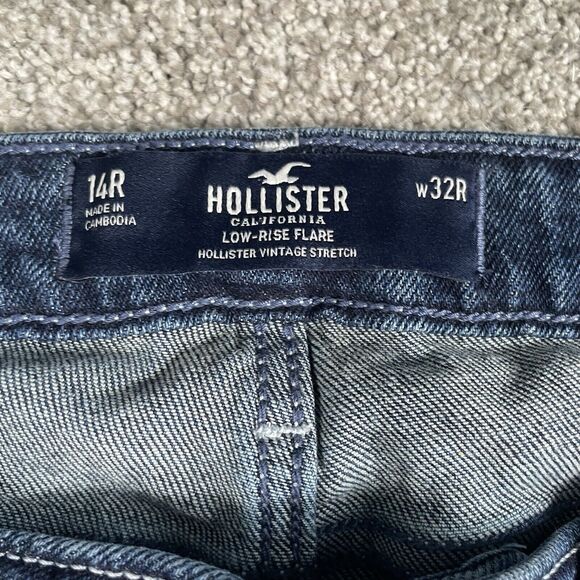 14R
MADE IN
CAMBODIA
HOLLISTER
CALIFORNIA
LOW-RISE FLARE
HOLLISTER VINTAGE STRETCH
W32R